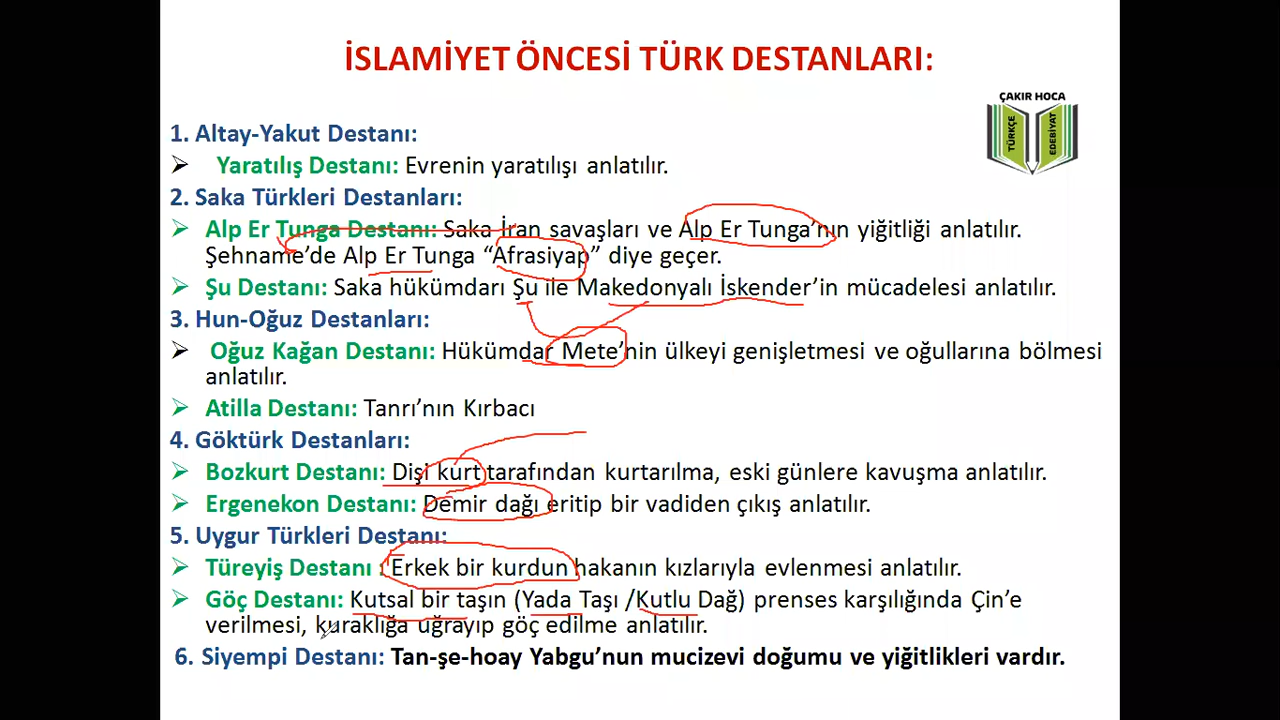 İSLAMİYET ÖNCESİ TÜRK DESTANLARI:
ÇAKIR HOCA
TÜRKÇE
EDEBİYAT
1. Altay-Yakut Destanı:
Yaratılış Destanı: Evrenin yaratılışı anlatılır.
2. Saka Türkleri Destanları:
Alp Er Tunga Destanı: Saka İran savaşları ve Alp Er Tunga’nın yiğitliği anlatılır.
Şehname’de Alp Er Tunga “Afrasiyap” diye geçer.
Şu Destanı: Saka hükümdarı Şu ile Makedonyalı İskender’in mücadelesi anlatılır.
3. Hun-Oğuz Destanları:
Oğuz Kağan Destanı: Hükümdar Mete’nin ülkeyi genişletmesi ve oğullarına bölmesi
anlatılır.
Atilla Destanı: Tanrı’nın Kırbacı
4. Göktürk Destanları:
Bozkurt Destanı: Dişi kurt tarafından kurtarılma, eski günlere kavuşma anlatılır.
Ergenekon Destanı: Demir dağı eritip bir vadiden çıkış anlatılır.
5. Uygur Türkleri Destanı:
Türeyiş Destanı : Erkek bir kurdun hakanın kızlarıyla evlenmesi anlatılır.
Göç Destanı: Kutsal bir taşın (Yada Taşı /Kutlu Dağ) prenses karşılığında Çin’e
verilmesi, kuraklığa uğrayıp göç edilme anlatılır.
6. Siyempi Destanı: Tan-şe-hoay Yabgu’nun mucizevi doğumu ve yiğitlikleri vardır.